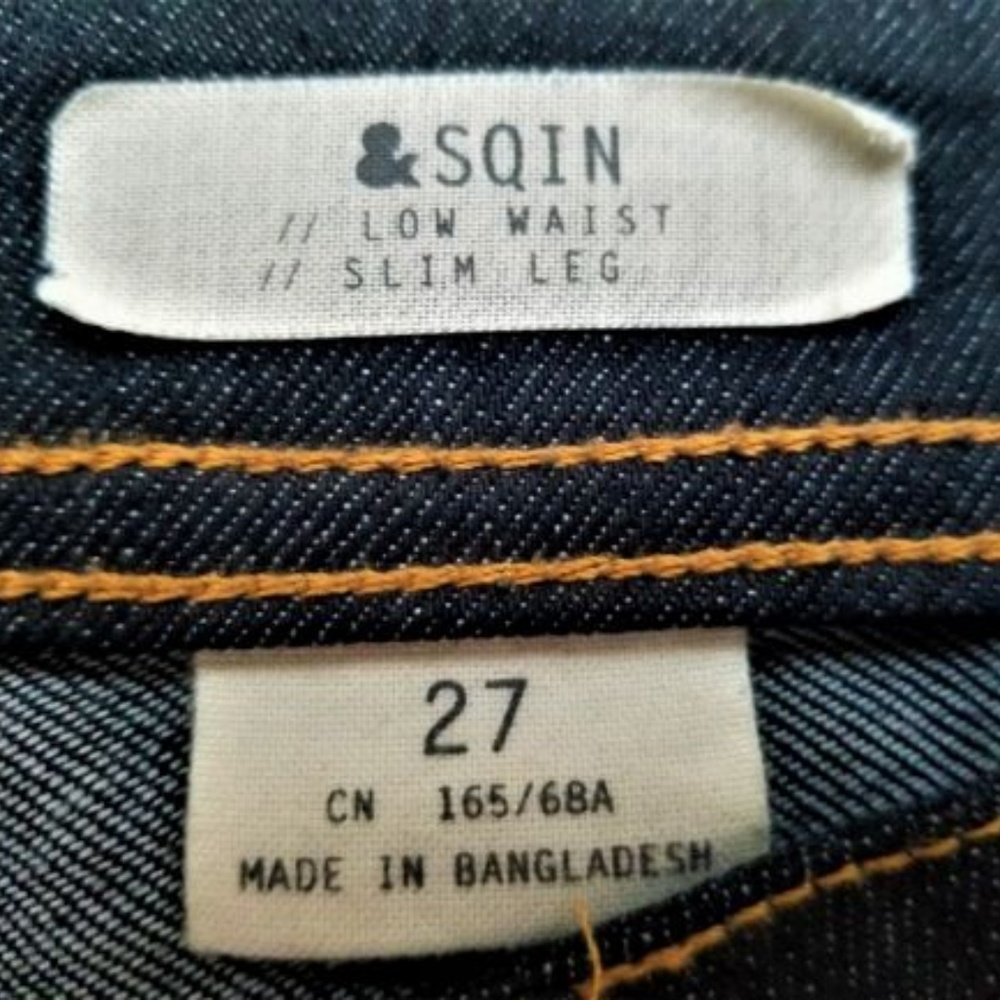 &SQIN
// LOW WAIST
// SLIM LEG
27
CN 165/68A
MADE IN BANGLADESH